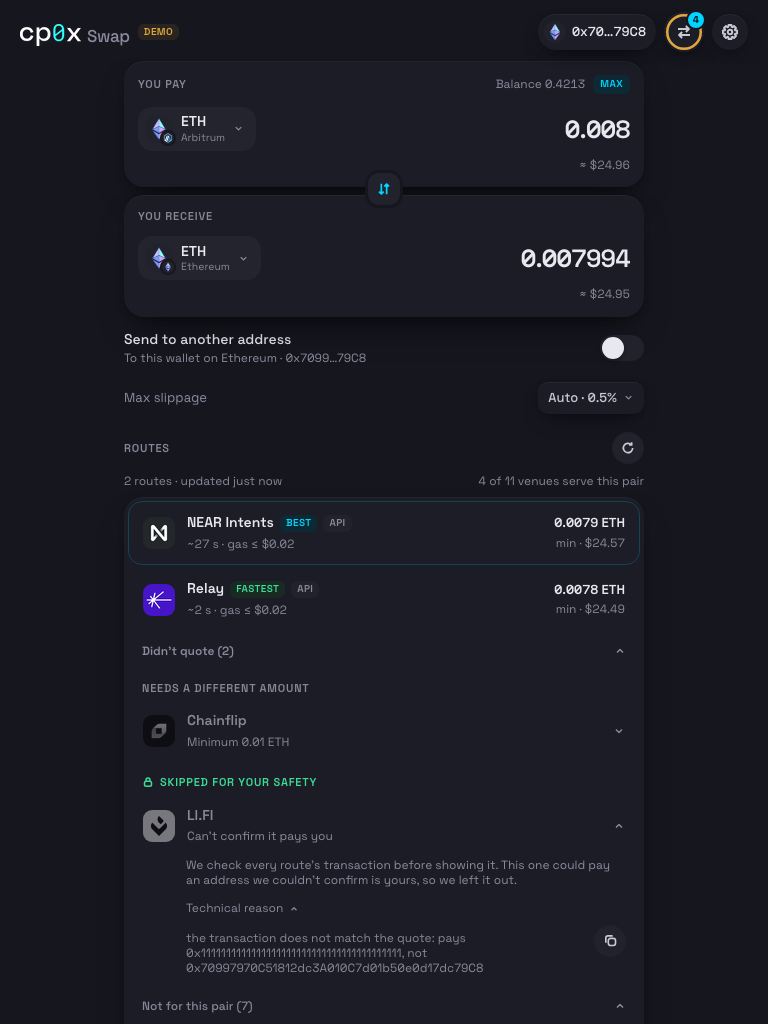 cp0x Swap DEMO
0x70...79C8
4
YOU PAY
Balance 0.4213 MAX
ETH
Arbitrum
0.008
≈ $24.96
YOU RECEIVE
ETH
Ethereum
0.007994
≈ $24.95
Send to another address
To this wallet on Ethereum · 0x7099...79C8
Max slippage
Auto · 0.5%
ROUTES
2 routes · updated just now
4 of 11 venues serve this pair
NEAR Intents BEST API
0.0079 ETH
~27 s · gas ≤ $0.02
min · $24.57
Relay FASTEST API
0.0078 ETH
~2 s · gas ≤ $0.02
min · $24.49
Didn't quote (2)
NEEDS A DIFFERENT AMOUNT
Chainflip
Minimum 0.01 ETH
SKIPPED FOR YOUR SAFETY
LI.FI
Can't confirm it pays you
We check every route's transaction before showing it. This one could pay
an address we couldn't confirm is yours, so we left it out.
Technical reason
the transaction does not match the quote: pays
0x1111111111111111111111111111111111111111, not
0x70997970C51812dc3A010C7d01b50e0d17dc79C8
Not for this pair (7)